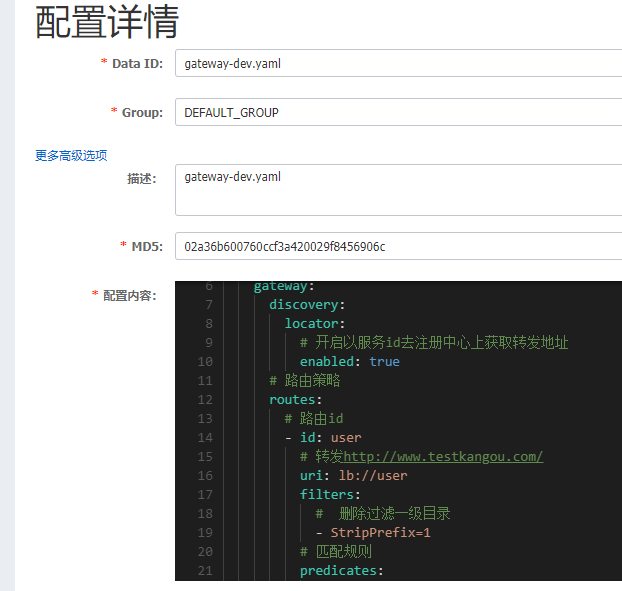 配置详情
* Data ID: gateway-dev.yaml
* Group: DEFAULT_GROUP
更多高级选项
描述: gateway-dev.yaml
* MD5: 02a36b600760ccf3a420029f8456906c
* 配置内容:
6 gateway:
7 discovery:
8 locator:
9 # 开启以服务id去注册中心上获取转发地址
10 enabled: true
11 # 路由策略
12 routes:
13 # 路由id
14 - id: user
15 # 转发http://www.testkangou.com/
16 uri: lb://user
17 filters:
18 # 删除过滤一级目录
19 - StripPrefix=1
20 # 匹配规则
21 predicates: